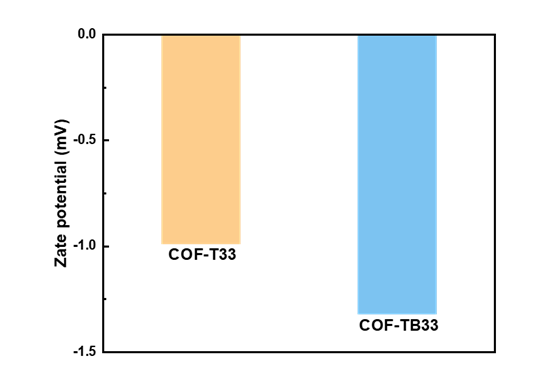 0.0
-0.5
-1.0
-1.5
Zate potential (mV)
COF-T33
COF-TB33